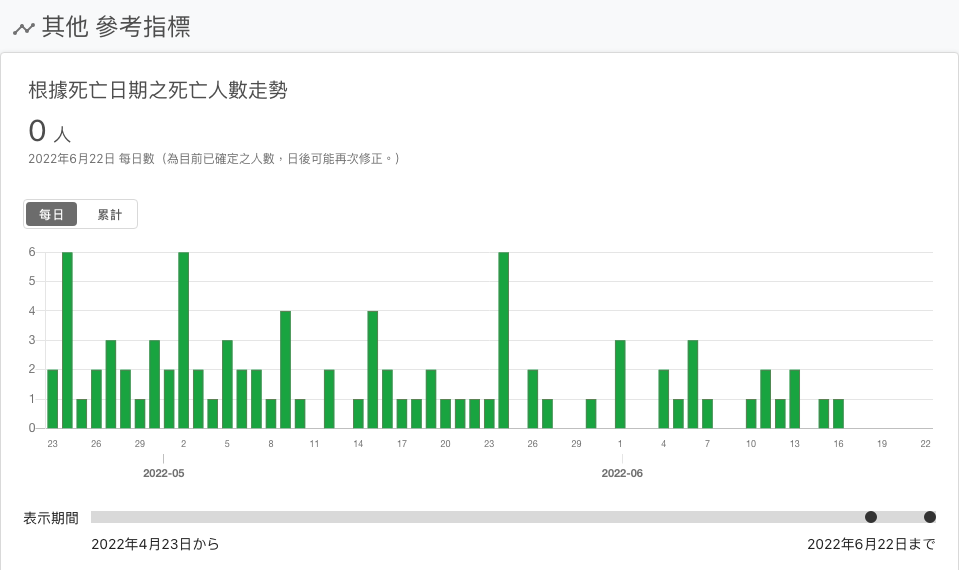 其他 參考指標
根據死亡日期之死亡人數走勢
0 人
2022年6月22日 每日數（為目前已確定之人數，日後可能再次修正。）
每日 累計
6
5
4
3
2
1
0
23 26 29 2 5 8 11 14 17 20 23 26 29 1 4 7 10 13 16 19 22
2022-05 2022-06
表示期間
2022年4月23日から 2022年6月22日まで